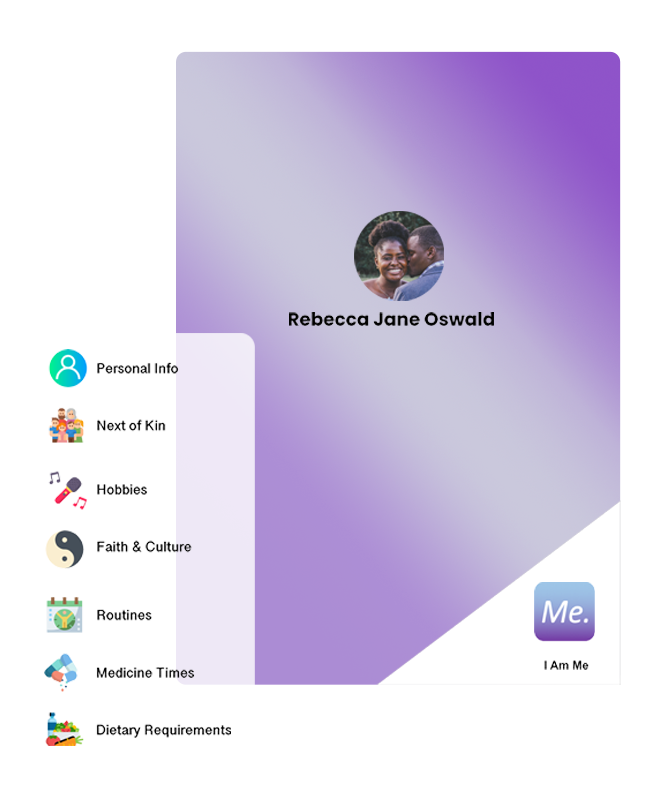 Rebecca Jane Oswald
Personal Info
Next of Kin
Hobbies
Faith & Culture
Routines
Medicine Times
Dietary Requirements
Me.
I Am Me